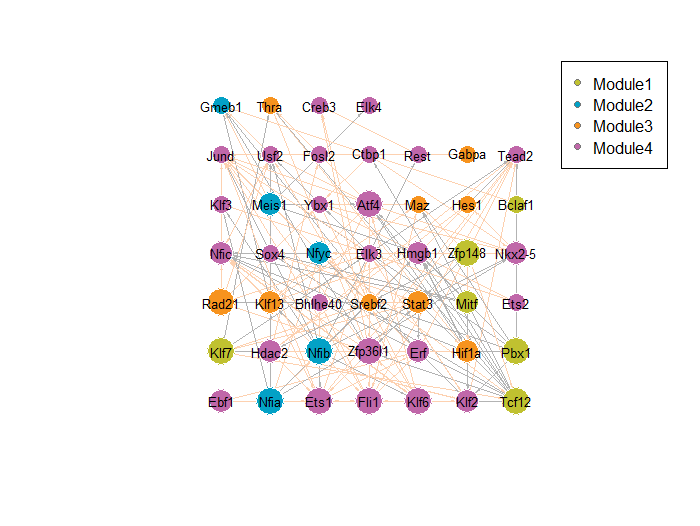 Module1
Module2
Module3
Module4
Gmeb1 Thra Creb3 Elk4
Jund Usf2 Fosl2 Ctbp1 Rest Gabpa Tead2
Klf3 Meis1 Ybx1 Atf4 Maz Hes1 Bclaf1
Nfic Sox4 Nfyc Elk3 Hmgb1 Zfp148 Nkx2-5
Rad21 Klf13 Bhlhe40 Srebf2 Stat3 Mitf Ets2
Klf7 Hdac2 Nfib Zfp36l1 Erf Hif1a Pbx1
Ebf1 Nfia Ets1 Fli1 Klf6 Klf2 Tcf12